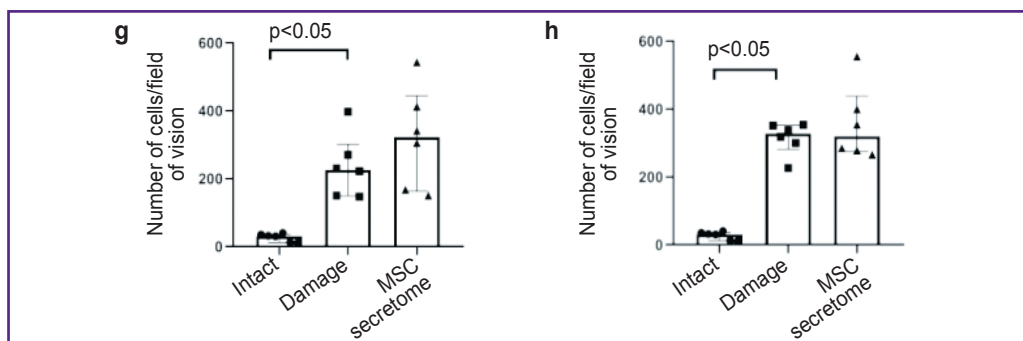 g
p<0.05
Number of cells/field
of vision
600
400
200
0
Intact
Damage
MSC
secretome
h
p<0.05
Number of cells/field
of vision
600
400
200
0
Intact
Damage
MSC
secretome